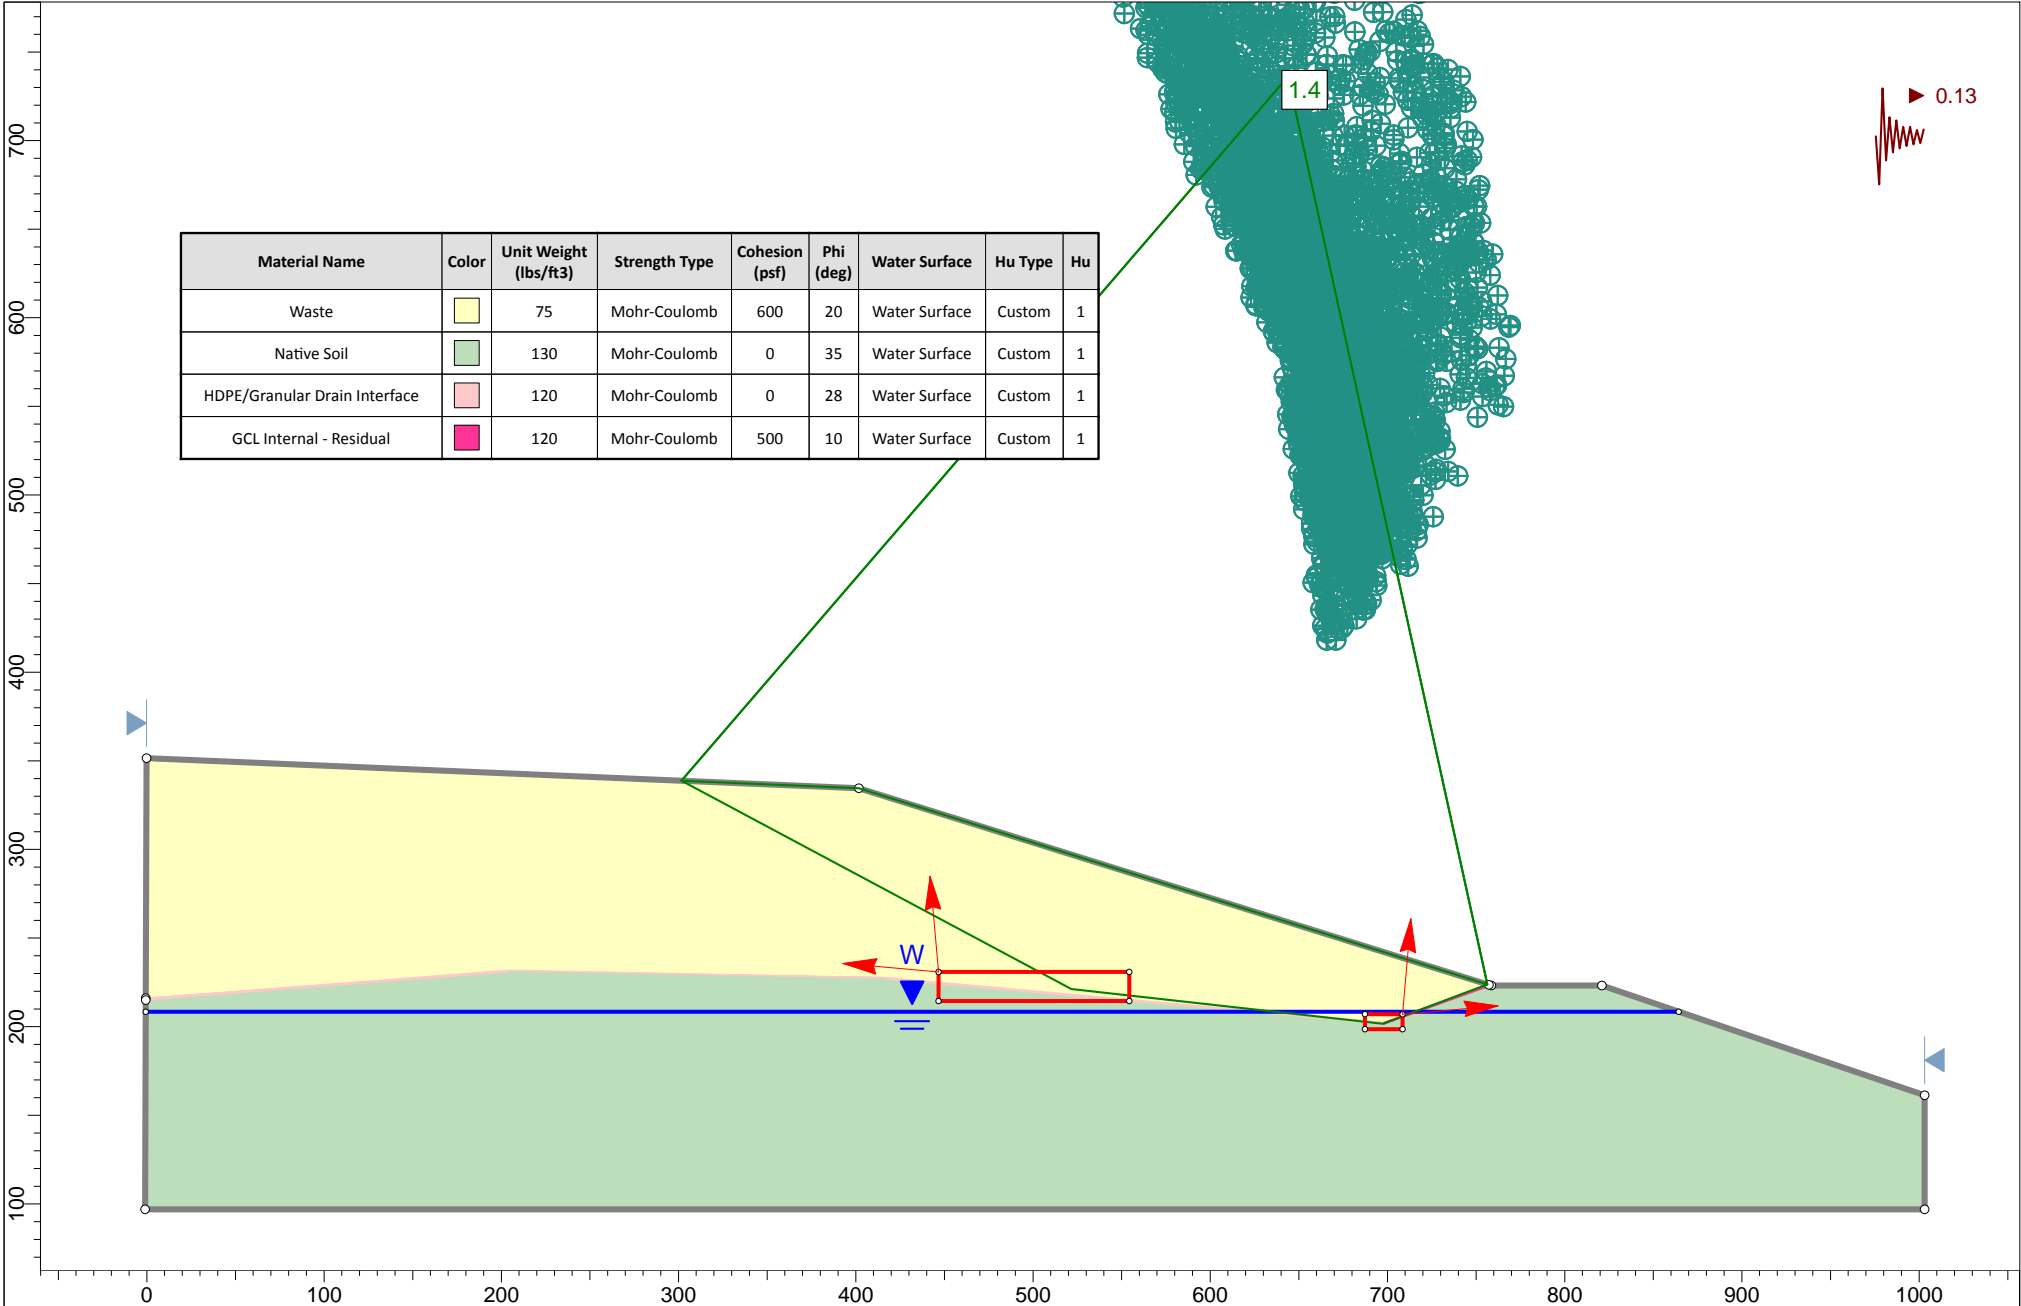 1.4
0.13
Material Name Color Unit Weight (lbs/ft3) Strength Type Cohesion (psf) Phi (deg) Water Surface Hu Type Hu
Waste 75 Mohr-Coulomb 600 20 Water Surface Custom 1
Native Soil 130 Mohr-Coulomb 0 35 Water Surface Custom 1
HDPE/Granular Drain Interface 120 Mohr-Coulomb 0 28 Water Surface Custom 1
GCL Internal - Residual 120 Mohr-Coulomb 500 10 Water Surface Custom 1
W
700
600
500
400
300
200
100
0 100 200 300 400 500 600 700 800 900 1000